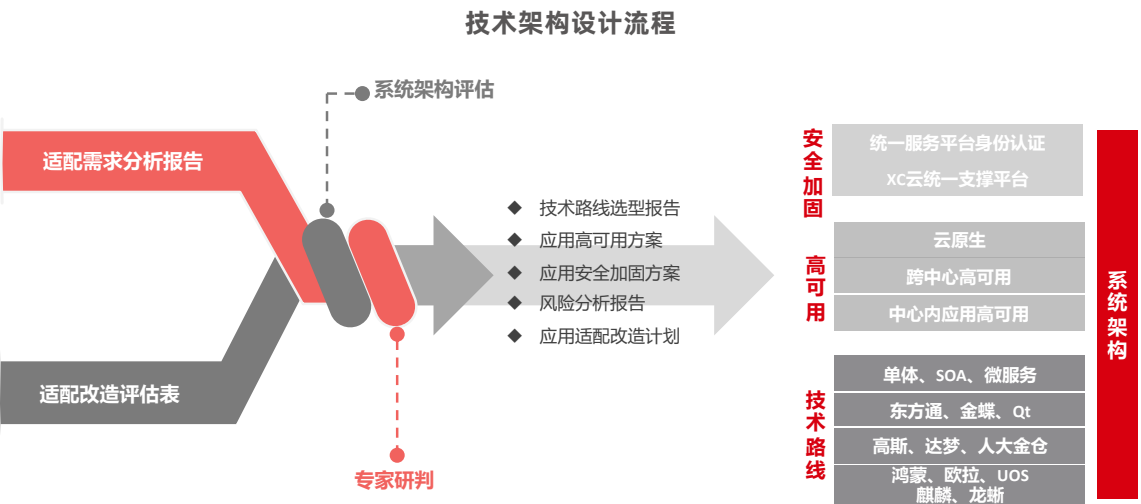 技术架构设计流程
系统架构评估
适配需求分析报告
适配改造评估表
专家研判
◆ 技术路线选型报告
◆ 应用高可用方案
◆ 应用安全加固方案
◆ 风险分析报告
◆ 应用适配改造计划
安全加固
统一服务平台身份认证
XC云统一支撑平台
高可用
云原生
跨中心高可用
中心内应用高可用
技术路线
单体、SOA、微服务
东方通、金蝶、Qt
高斯、达梦、人大金仓
鸿蒙、欧拉、UOS
麒麟、龙蜥
系统架构